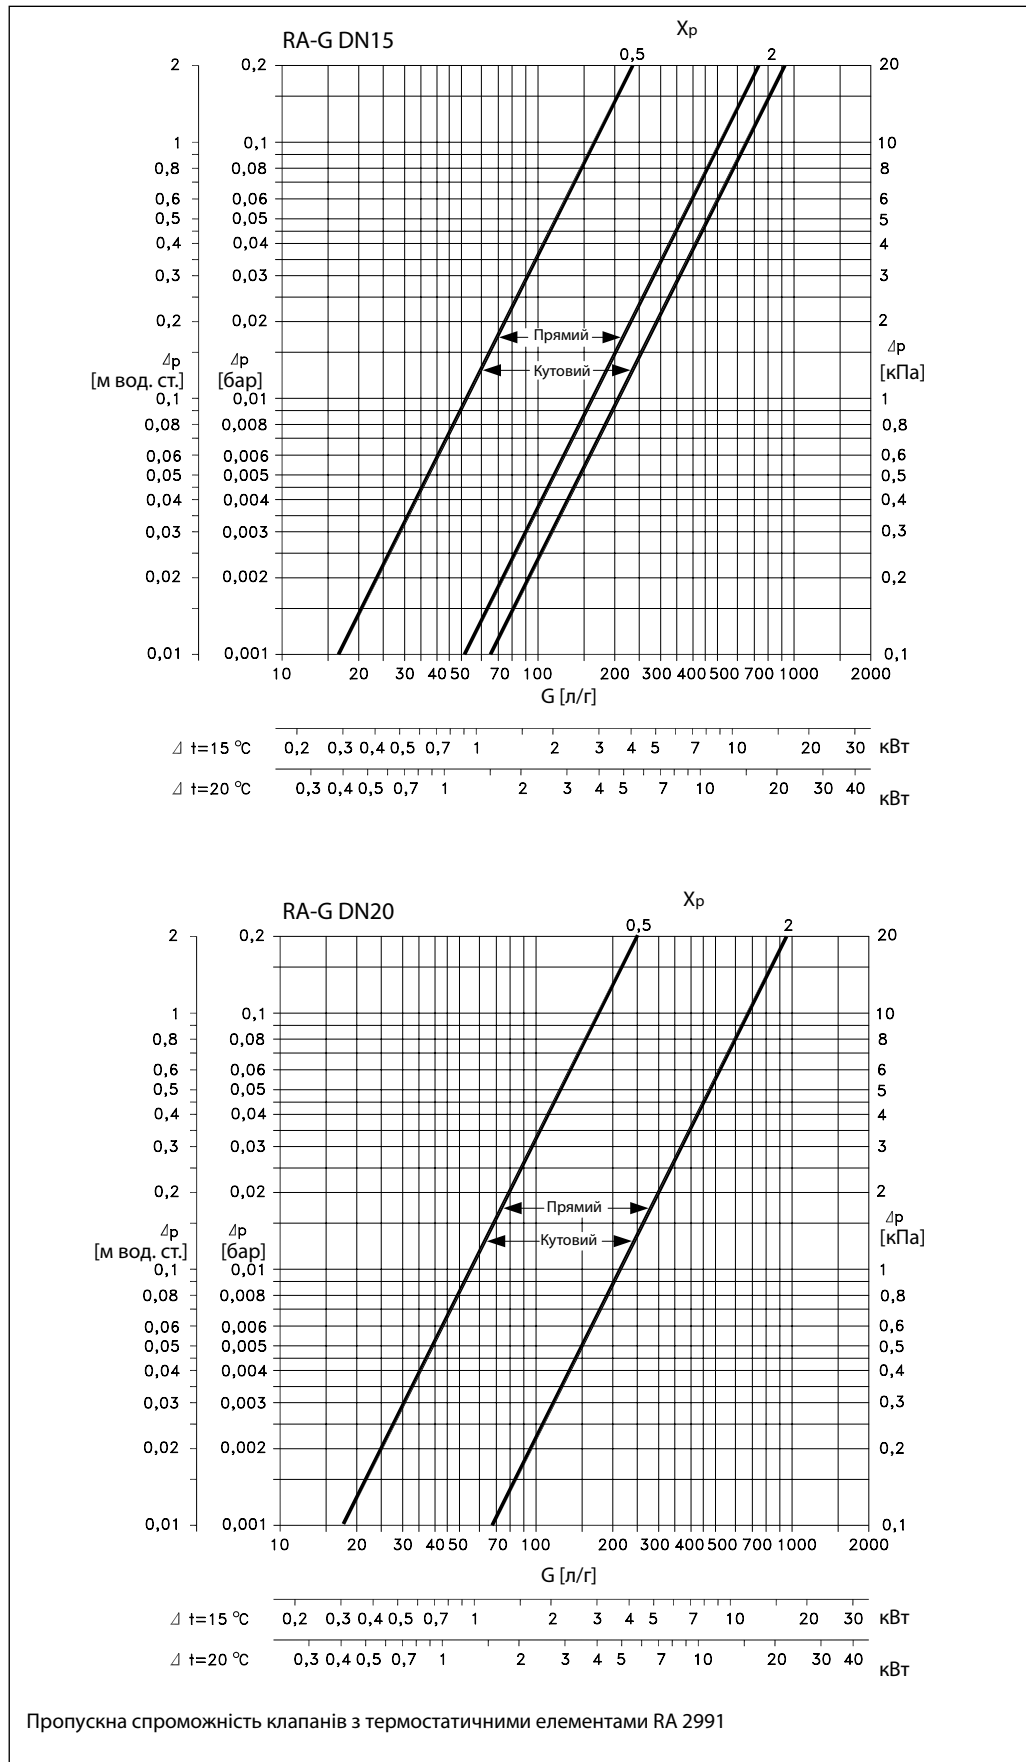 RA-G DN15
Xp
0,5 2
2 0,2 20
1 0,1 10
0,8 0,08 8
0,6 0,06 6
0,5 0,05 5
0,4 0,04 4
0,3 0,03 3
0,2 0,02 2
Прямий
Δp Δp Δp
[м вод. ст.] [бар] Кутовий [кПа]
0,1 0,01 1
0,08 0,008 0,8
0,06 0,006 0,6
0,05 0,005 0,5
0,04 0,004 0,4
0,03 0,003 0,3
0,02 0,002 0,2
0,01 0,001 0,1
10 20 30 40 50 70 100 200 300 400 500 700 1000 2000
G [л/г]
Δ t=15 °C 0,2 0,3 0,4 0,5 0,7 1 2 3 4 5 7 10 20 30 кВт
Δ t=20 °C 0,3 0,4 0,5 0,7 1 2 3 4 5 7 10 20 30 40 кВт
RA-G DN20
Xp
0,5 2
2 0,2 20
1 0,1 10
0,8 0,08 8
0,6 0,06 6
0,5 0,05 5
0,4 0,04 4
0,3 0,03 3
0,2 0,02 2
Прямий
Δp Δp Δp
[м вод. ст.] [бар] Кутовий [кПа]
0,1 0,01 1
0,08 0,008 0,8
0,06 0,006 0,6
0,05 0,005 0,5
0,04 0,004 0,4
0,03 0,003 0,3
0,02 0,002 0,2
0,01 0,001 0,1
10 20 30 40 50 70 100 200 300 400 500 700 1000 2000
G [л/г]
Δ t=15 °C 0,2 0,3 0,4 0,5 0,7 1 2 3 4 5 7 10 20 30 кВт
Δ t=20 °C 0,3 0,4 0,5 0,7 1 2 3 4 5 7 10 20 30 40 кВт
Пропускна спроможність клапанів з термостатичними елементами RA 2991